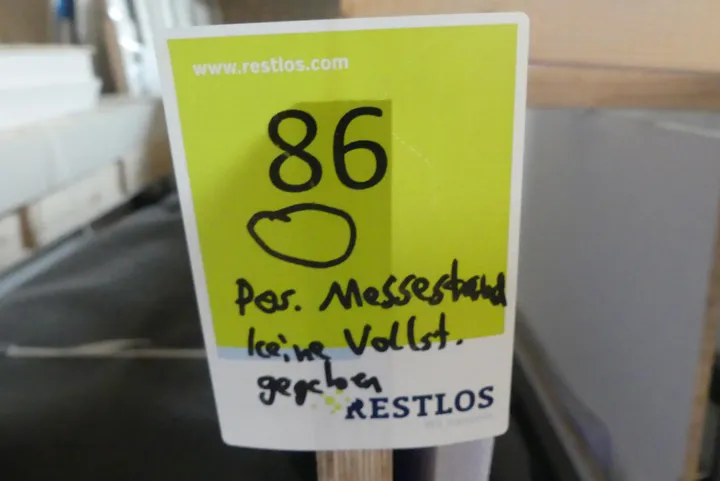 www.restlos.com
86
Pos. Messestand
keine Vollst.
gegeben
RESTLOS